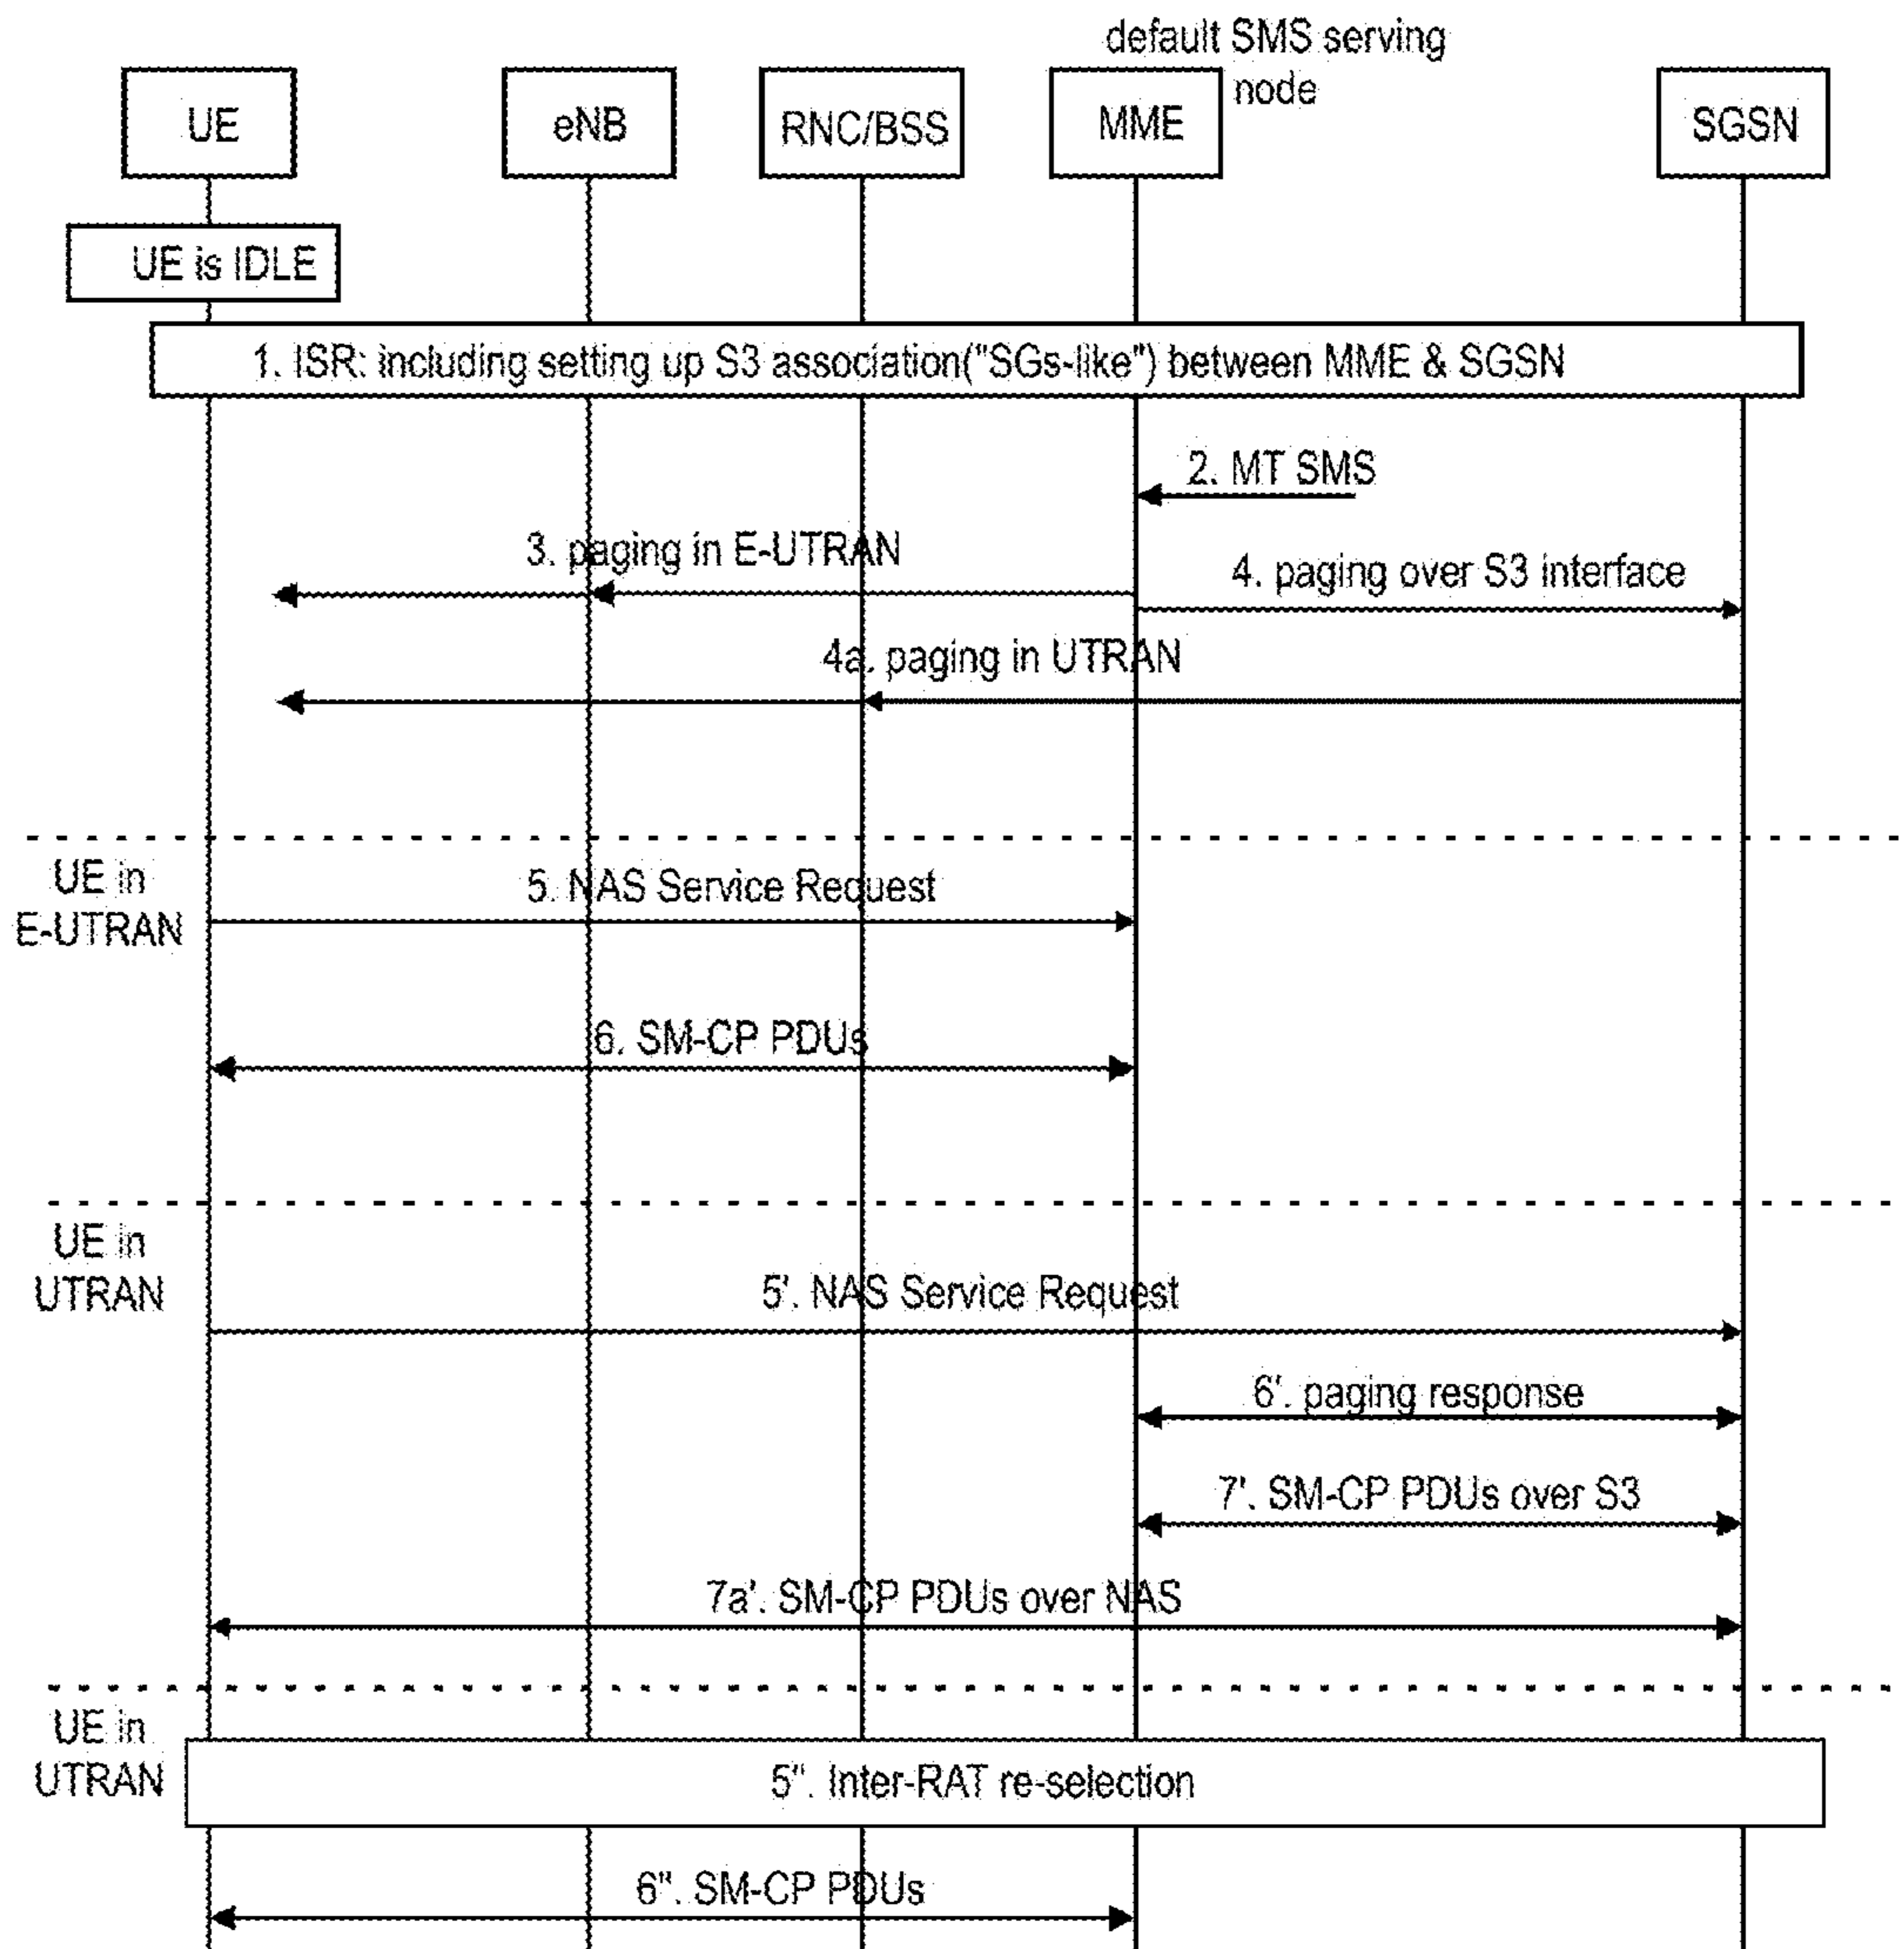 default SMS serving
node
UE
eNB
RNC/BSS
MME
SGSN
UE is IDLE
1. ISR: including setting up S3 association("SGs-like") between MME & SGSN
2. MT SMS
3. paging in E-UTRAN
4. paging over S3 interface
4a. paging in UTRAN
UE in
E-UTRAN
5. NAS Service Request
6. SM-CP PDUs
UE in
UTRAN
5'. NAS Service Request
6'. paging response
7'. SM-CP PDUs over S3
7a'. SM-CP PDUs over NAS
UE in
UTRAN
5". Inter-RAT re-selection
6". SM-CP PDUs